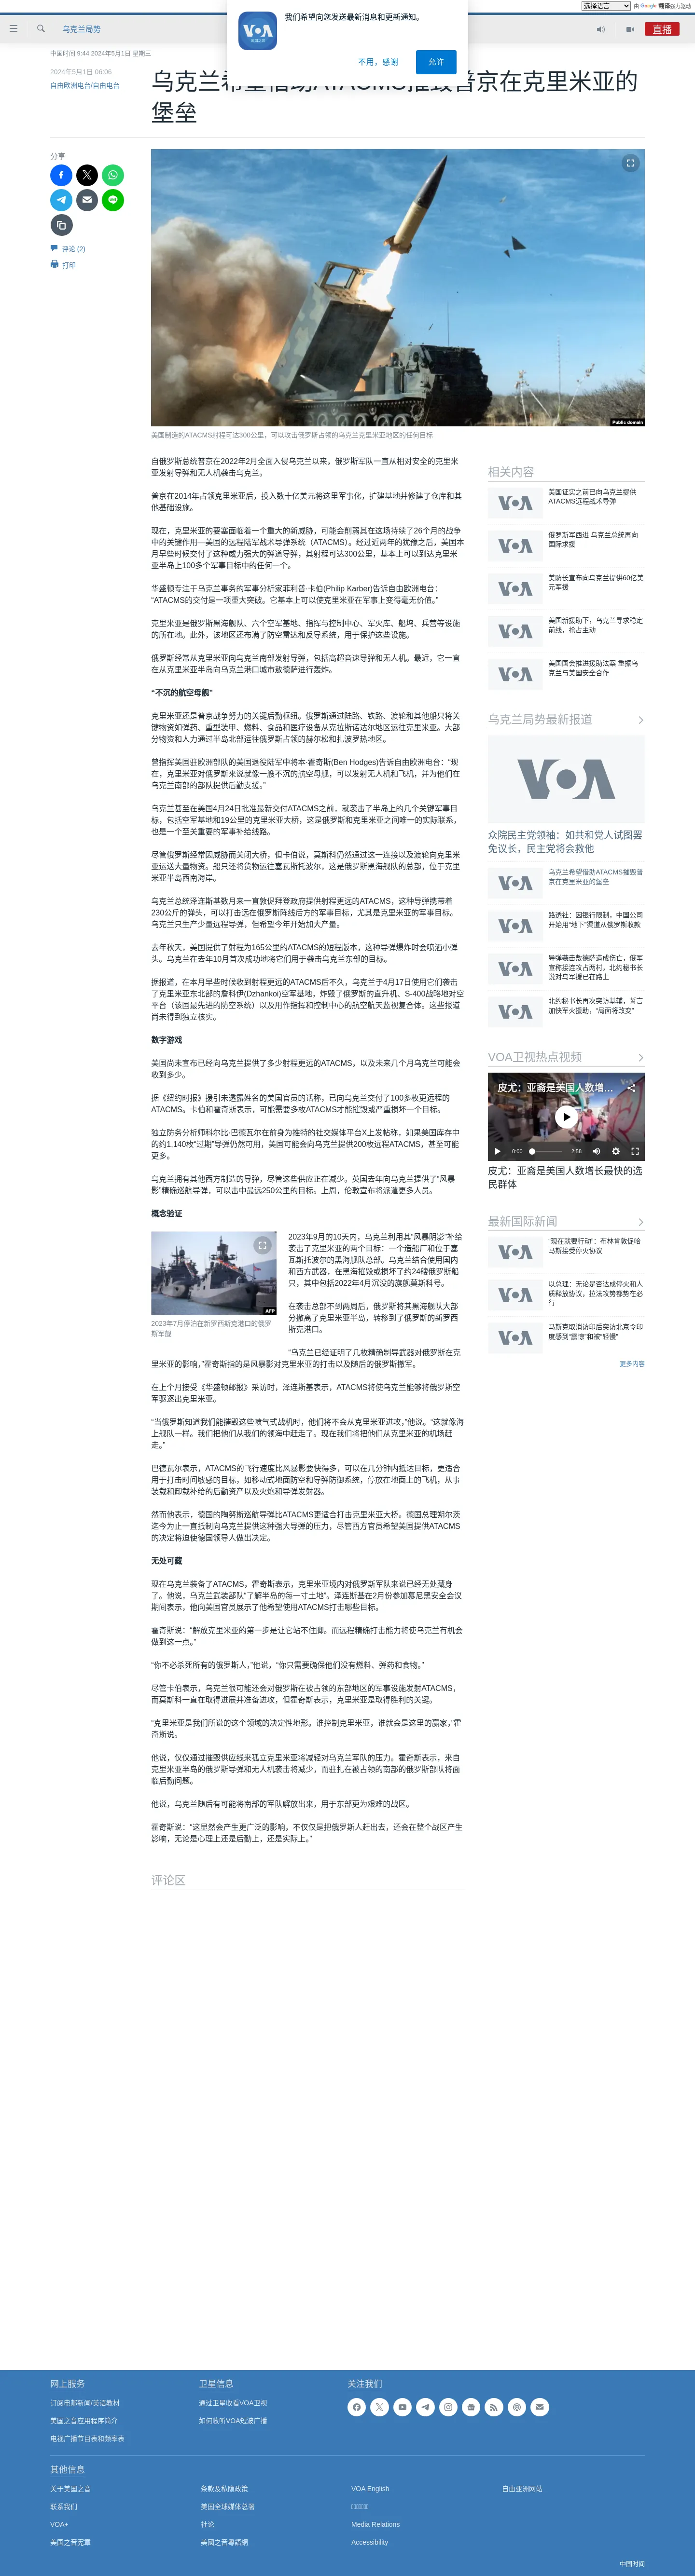 选择语言 由 Google 翻译强力驱动
VOA
美国之音
我们希望向您发送最新消息和更新通知。
不用，感谢
允许
乌克兰局势
直播
中国时间 9:44 2024年5月1日 星期三
2024年5月1日 06:06
自由欧洲电台/自由电台
乌克兰希望借助ATACMS摧毁普京在克里米亚的
堡垒
分享
评论 (2)
打印
Public domain
美国制造的ATACMS射程可达300公里，可以攻击俄罗斯占领的乌克兰克里米亚地区的任何目标
自俄罗斯总统普京在2022年2月全面入侵乌克兰以来，俄罗斯军队一直从相对安全的克里米
亚发射导弹和无人机袭击乌克兰。
普京在2014年占领克里米亚后，投入数十亿美元将这里军事化，扩建基地并修建了仓库和其
他基础设施。
现在，克里米亚的要塞面临着一个重大的新威胁，可能会削弱其在这场持续了26个月的战争
中的关键作用—美国的远程陆军战术导弹系统（ATACMS）。经过近两年的犹豫之后，美国本
月早些时候交付了这种威力强大的弹道导弹，其射程可达300公里，基本上可以到达克里米
亚半岛上100多个军事目标中的任何一个。
华盛顿专注于乌克兰事务的军事分析家菲利普·卡伯(Philip Karber)告诉自由欧洲电台：
“ATACMS的交付是一项重大突破。它基本上可以使克里米亚在军事上变得毫无价值。”
克里米亚是俄罗斯黑海舰队、六个空军基地、指挥与控制中心、军火库、船坞、兵营等设施
的所在地。此外，该地区还布满了防空雷达和反导系统，用于保护这些设施。
俄罗斯经常从克里米亚向乌克兰南部发射导弹，包括高超音速导弹和无人机。最近，它一直
在从克里米亚半岛向乌克兰港口城市敖德萨进行轰炸。
“不沉的航空母舰”
克里米亚还是普京战争努力的关键后勤枢纽。俄罗斯通过陆路、铁路、渡轮和其他船只将关
键物资如弹药、重型装甲、燃料、食品和医疗设备从克拉斯诺达尔地区运往克里米亚。大部
分物资和人力通过半岛北部运往俄罗斯占领的赫尔松和扎波罗热地区。
曾指挥美国驻欧洲部队的美国退役陆军中将本·霍奇斯(Ben Hodges)告诉自由欧洲电台：“现
在，克里米亚对俄罗斯来说就像一艘不沉的航空母舰，可以发射无人机和飞机，并为他们在
乌克兰南部的部队提供后勤支援。”
乌克兰甚至在美国4月24日批准最新交付ATACMS之前，就袭击了半岛上的几个关键军事目
标，包括空军基地和19公里的克里米亚大桥，这是俄罗斯和克里米亚之间唯一的实际联系，
也是一个至关重要的军事补给线路。
尽管俄罗斯经常因威胁而关闭大桥，但卡伯说，莫斯科仍然通过这一连接以及渡轮向克里米
亚运送大量物资。船只还将货物运往塞瓦斯托波尔，这是俄罗斯黑海舰队的总部，位于克里
米亚半岛西南海岸。
乌克兰总统泽连斯基数月来一直敦促拜登政府提供射程更远的ATACMS，这种导弹携带着
230公斤的弹头，可以打击远在俄罗斯阵线后方的军事目标，尤其是克里米亚的军事目标。
乌克兰只生产少量远程导弹，但希望今年开始加大产量。
去年秋天，美国提供了射程为165公里的ATACMS的短程版本，这种导弹爆炸时会喷洒小弹
头。乌克兰在去年10月首次成功地将它们用于袭击乌克兰东部的目标。
据报道，在本月早些时候收到射程更远的ATACMS后不久，乌克兰于4月17日使用它们袭击
了克里米亚东北部的詹科伊(Dzhankoi)空军基地，炸毁了俄罗斯的直升机、S-400战略地对空
平台（该国最先进的防空系统）以及用作指挥和控制中心的航空航天监视复合体。这些报道
尚未得到独立核实。
数字游戏
美国尚未宣布已经向乌克兰提供了多少射程更远的ATACMS，以及未来几个月乌克兰可能会
收到多少。
据《纽约时报》援引未透露姓名的美国官员的话称，已向乌克兰交付了100多枚更远程的
ATACMS。卡伯和霍奇斯表示，可能需要多枚ATACMS才能摧毁或严重损坏一个目标。
独立防务分析师科尔比·巴德瓦尔在前身为推特的社交媒体平台X上发帖称，如果美国库存中
的约1,140枚“过期”导弹仍然可用，美国可能会向乌克兰提供200枚远程ATACMS，甚至可能
更多。
乌克兰拥有其他西方制造的导弹，尽管这些供应正在减少。英国去年向乌克兰提供了“风暴
影”精确巡航导弹，可以击中最远250公里的目标。上周，伦敦宣布将派遣更多人员。
概念验证
AFP
2023年7月停泊在新罗西斯克港口的俄罗
斯军舰
2023年9月的10天内，乌克兰利用其“风暴阴影”补给
袭击了克里米亚的两个目标：一个造船厂和位于塞
瓦斯托波尔的黑海舰队总部。乌克兰结合使用国内
和西方武器，在黑海摧毁或损坏了约24艘俄罗斯船
只，其中包括2022年4月沉没的旗舰莫斯科号。
在袭击总部不到两周后，俄罗斯将其黑海舰队大部
分撤离了克里米亚半岛，转移到了俄罗斯的新罗西
斯克港口。
“乌克兰已经证明了几枚精确制导武器对俄罗斯在克
里米亚的影响，”霍奇斯指的是风暴影对克里米亚的打击以及随后的俄罗斯撤军。
在上个月接受《华盛顿邮报》采访时，泽连斯基表示，ATACMS将使乌克兰能够将俄罗斯空
军驱逐出克里米亚。
“当俄罗斯知道我们能摧毁这些喷气式战机时，他们将不会从克里米亚进攻，”他说。“这就像海
上舰队一样。我们把他们从我们的领海中赶走了。现在我们将把他们从克里米亚的机场赶
走。”
巴德瓦尔表示，ATACMS的飞行速度比风暴影要快得多，可以在几分钟内抵达目标，更适合
用于打击时间敏感的目标，如移动式地面防空和导弹防御系统，停放在地面上的飞机，从事
装载和卸载补给的后勤资产以及火炮和导弹发射器。
然而他表示，德国的陶努斯巡航导弹比ATACMS更适合打击克里米亚大桥。德国总理朔尔茨
迄今为止一直抵制向乌克兰提供这种强大导弹的压力，尽管西方官员希望美国提供ATACMS
的决定将迫使德国领导人做出决定。
无处可藏
现在乌克兰装备了ATACMS，霍奇斯表示，克里米亚境内对俄罗斯军队来说已经无处藏身
了。他说，乌克兰武装部队“了解半岛的每一寸土地”。泽连斯基在2月份参加慕尼黑安全会议
期间表示，他向美国官员展示了他希望使用ATACMS打击哪些目标。
霍奇斯说：“解放克里米亚的第一步是让它站不住脚。而远程精确打击能力将使乌克兰有机会
做到这一点。”
“你不必杀死所有的俄罗斯人，”他说，“你只需要确保他们没有燃料、弹药和食物。”
尽管卡伯表示，乌克兰很可能还会对俄罗斯在被占领的东部地区的军事设施发射ATACMS，
而莫斯科一直在取得进展并准备进攻，但霍奇斯表示，克里米亚是取得胜利的关键。
“克里米亚是我们所说的这个领域的决定性地形。谁控制克里米亚，谁就会是这里的赢家，”霍
奇斯说。
他说，仅仅通过摧毁供应线来孤立克里米亚将减轻对乌克兰军队的压力。霍奇斯表示，来自
克里米亚半岛的俄罗斯导弹和无人机袭击将减少，而驻扎在被占领的南部的俄罗斯部队将面
临后勤问题。
他说，乌克兰随后有可能将南部的军队解放出来，用于东部更为艰难的战区。
霍奇斯说：“这显然会产生更广泛的影响，不仅仅是把俄罗斯人赶出去，还会在整个战区产生
影响，无论是心理上还是后勤上，还是实际上。”
评论区
相关内容
VOA
美国证实之前已向乌克兰提供
ATACMS远程战术导弹
VOA
俄罗斯军西进 乌克兰总统再向
国际求援
VOA
美防长宣布向乌克兰提供60亿美
元军援
VOA
美国新援助下，乌克兰寻求稳定
前线，抢占主动
VOA
美国国会推进援助法案 重振乌
克兰与美国安全合作
乌克兰局势最新报道
VOA
众院民主党领袖：如共和党人试图罢
免议长，民主党将会救他
VOA
乌克兰希望借助ATACMS摧毁普
京在克里米亚的堡垒
VOA
路透社：因银行限制，中国公司
开始用“地下”渠道从俄罗斯收款
VOA
导弹袭击敖德萨造成伤亡，俄军
宣称接连攻占两村，北约秘书长
说对乌军援已在路上
VOA
北约秘书长再次突访基辅，誓言
加快军火援助，“局面将改变”
VOA卫视热点视频
皮尤：亚裔是美国人数增…
0:00
2:58
皮尤：亚裔是美国人数增长最快的选
民群体
最新国际新闻
VOA
“现在就要行动”：布林肯敦促哈
马斯接受停火协议
VOA
以总理：无论是否达成停火和人
质释放协议，拉法攻势都势在必
行
VOA
马斯克取消访印后突访北京令印
度感到“震惊”和被“轻慢”
更多内容
网上服务
订阅电邮新闻/英语教材
美国之音应用程序简介
电视广播节目表和频率表
卫星信息
通过卫星收看VOA卫视
如何收听VOA短波广播
关注我们
其他信息
关于美国之音
条款及私隐政策
VOA English
自由亚洲网站
联系我们
美国全球媒体总署
VOA+
社论
Media Relations
美国之音宪章
美國之音粵語網
Accessibility
中国时间